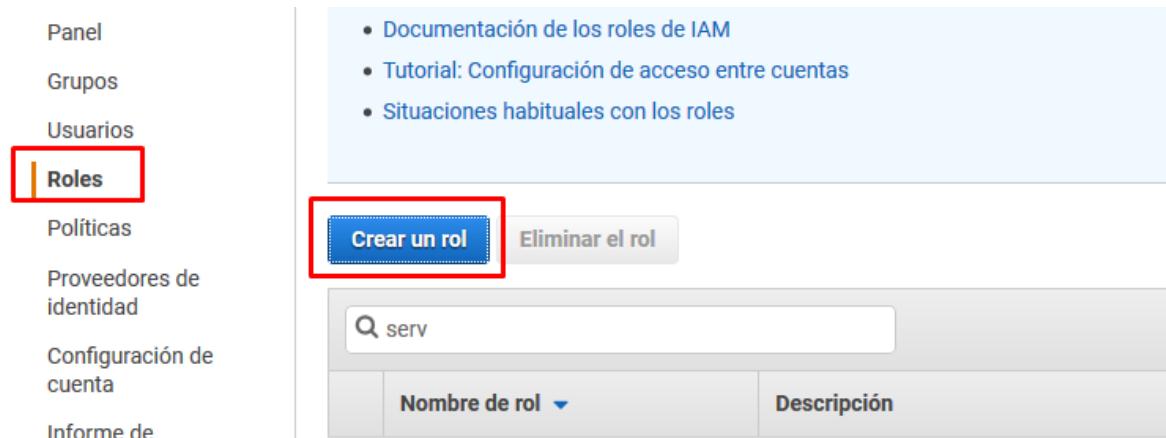 Panel
Grupos
Usuarios
Roles
Políticas
Proveedores de
identidad
Configuración de
cuenta
Informe de
Documentación de los roles de IAM
Tutorial: Configuración de acceso entre cuentas
Situaciones habituales con los roles
Crear un rol
Eliminar el rol
serv
Nombre de rol
Descripción